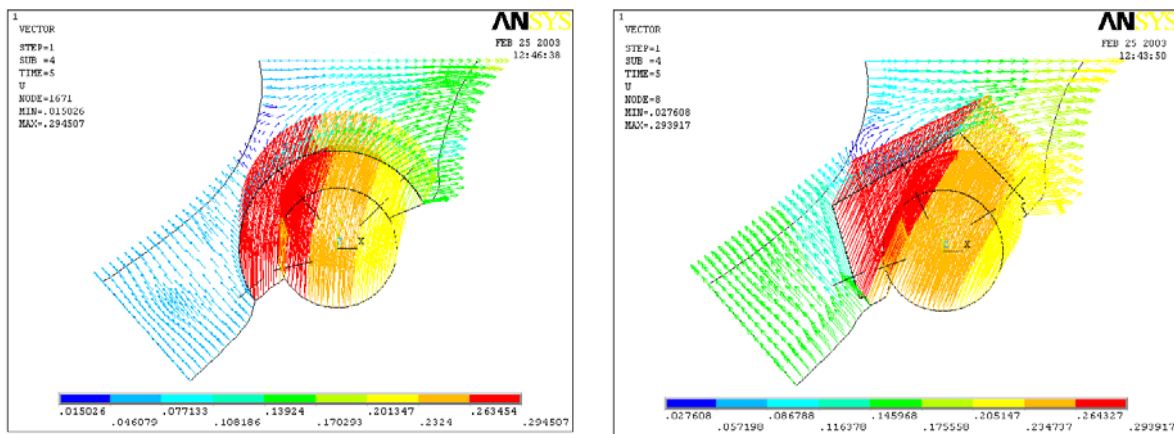 1
ANSYS
VECTOR
FEB 25 2003
12:46:38
STEP=1
SUB =4
TIME=5
U
NODE=1671
MIN=.015026
MAX=.294507
X
.015026 .077133 .13924 .201347 .263454
.046079 .108186 .170293 .2324 .294507
1
ANSYS
VECTOR
FEB 25 2003
12:43:50
STEP=1
SUB =4
TIME=5
U
NODE=8
MIN=.027608
MAX=.293917
X
.027608 .086788 .145968 .205147 .264327
.057198 .116378 .175558 .234737 .293917